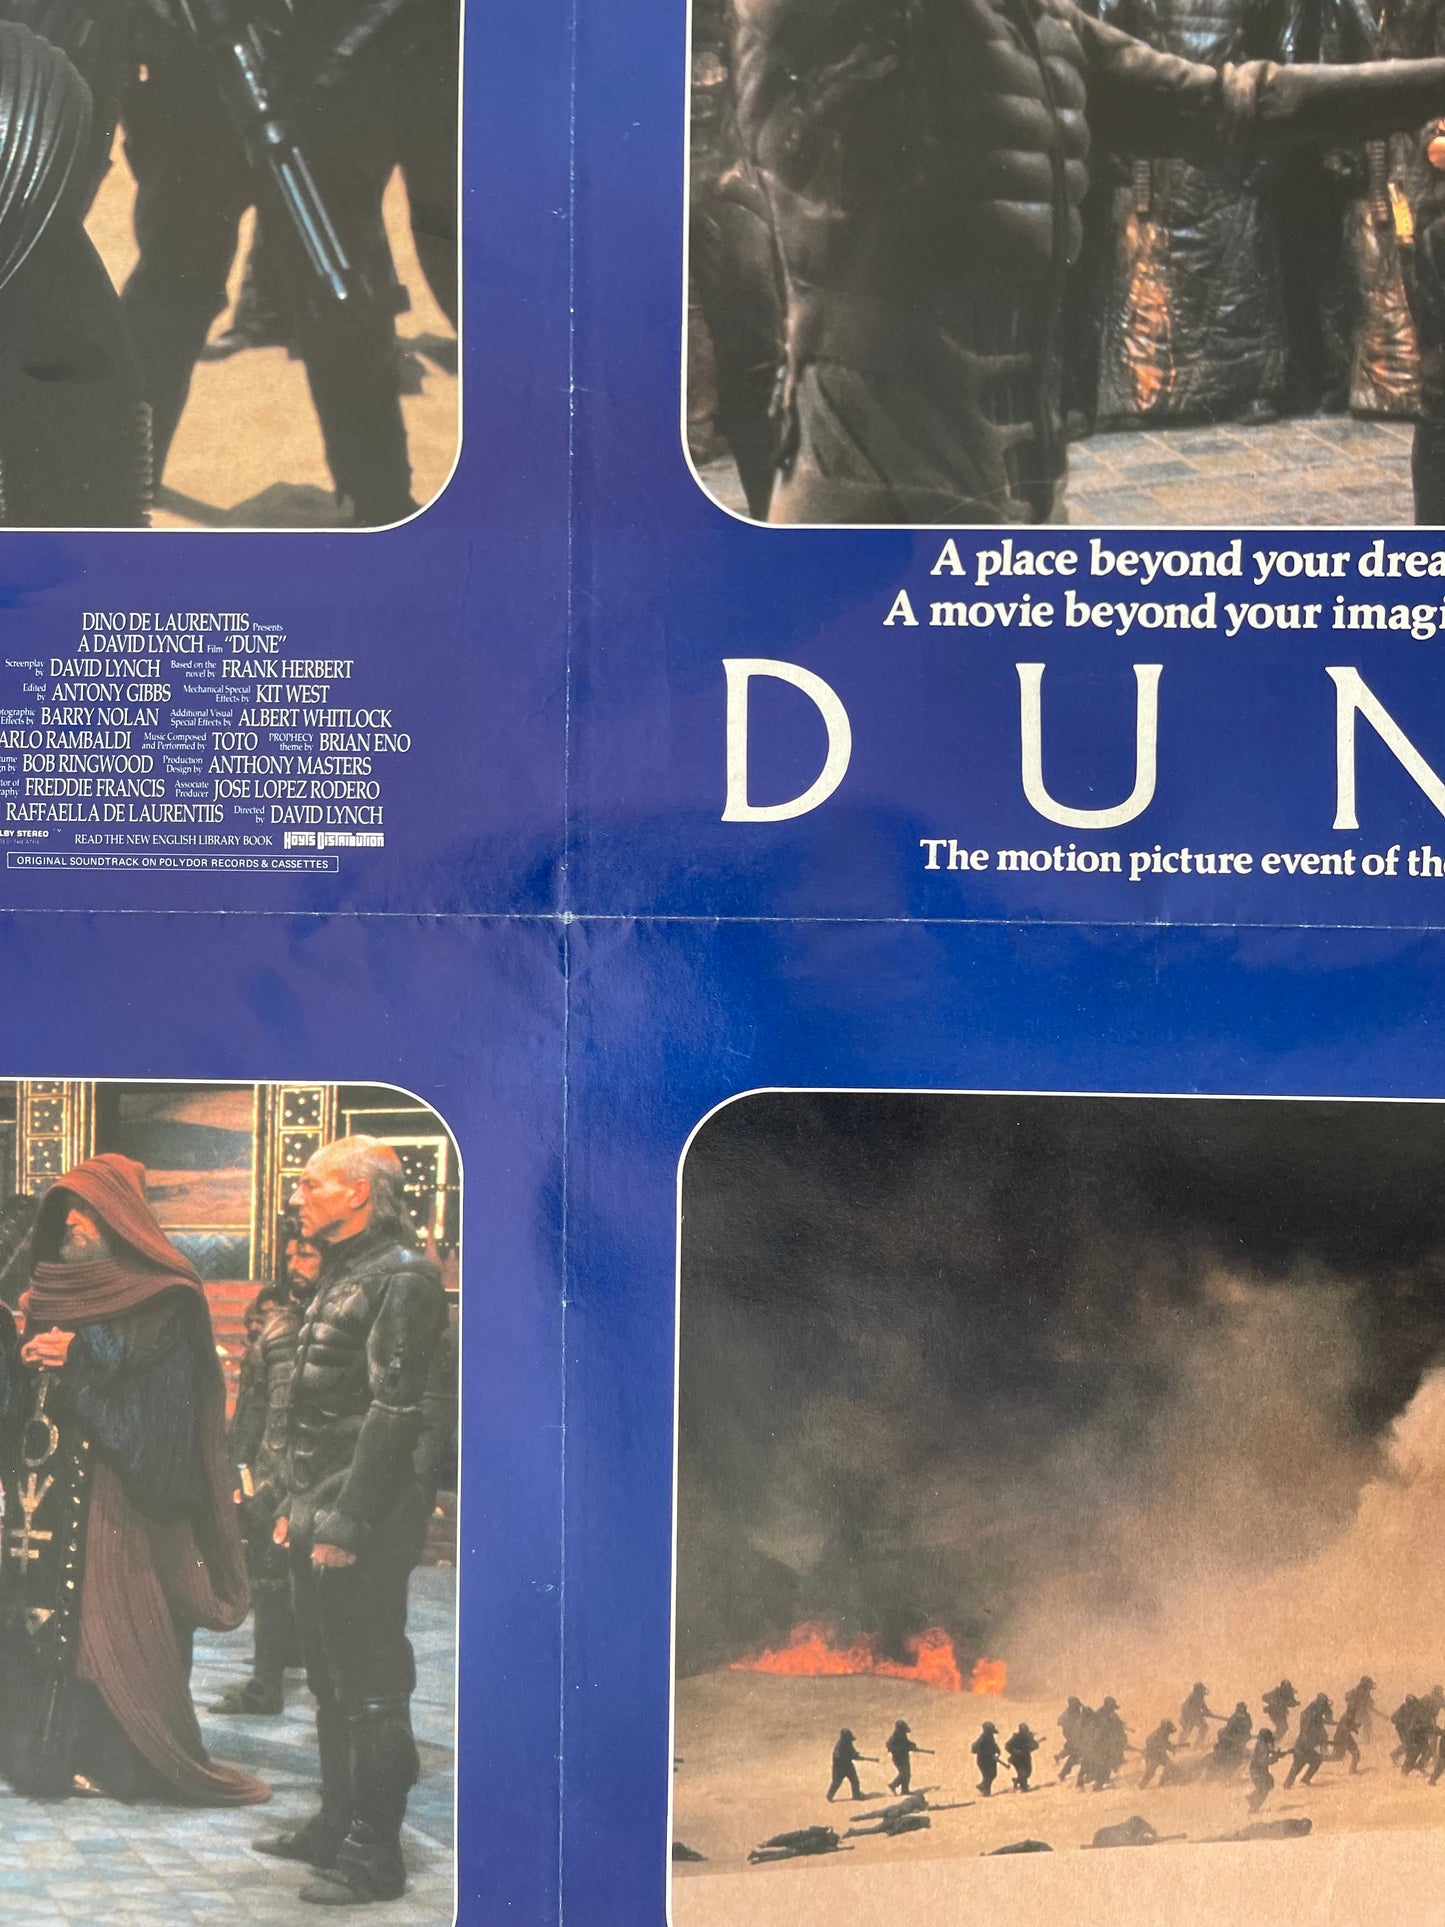 DINO DE LAURENTIIS Presents
A DAVID LYNCH Film "DUNE"
Screenplay by DAVID LYNCH Based on the novel by FRANK HERBERT
Edited by ANTONY GIBBS Mechanical Special Effects by KIT WEST
Effects by BARRY NOLAN Additional Visual Special Effects by ALBERT WHITLOCK
ARLO RAMBALDI Music Composed and Performed by TOTO PROPHECY theme by BRIAN ENO
by BOB RINGWOOD Production Design by ANTHONY MASTERS
FREDDIE FRANCIS Associate Producer JOSE LOPEZ RODERO
RAFFAELLA DE LAURENTIIS Directed by DAVID LYNCH
LBY STEREO READ THE NEW ENGLISH LIBRARY BOOK Hoyts Distribution
ORIGINAL SOUNDTRACK ON POLYDOR RECORDS & CASSETTES
A place beyond your drea
A movie beyond your imagi
DUN
The motion picture event of the